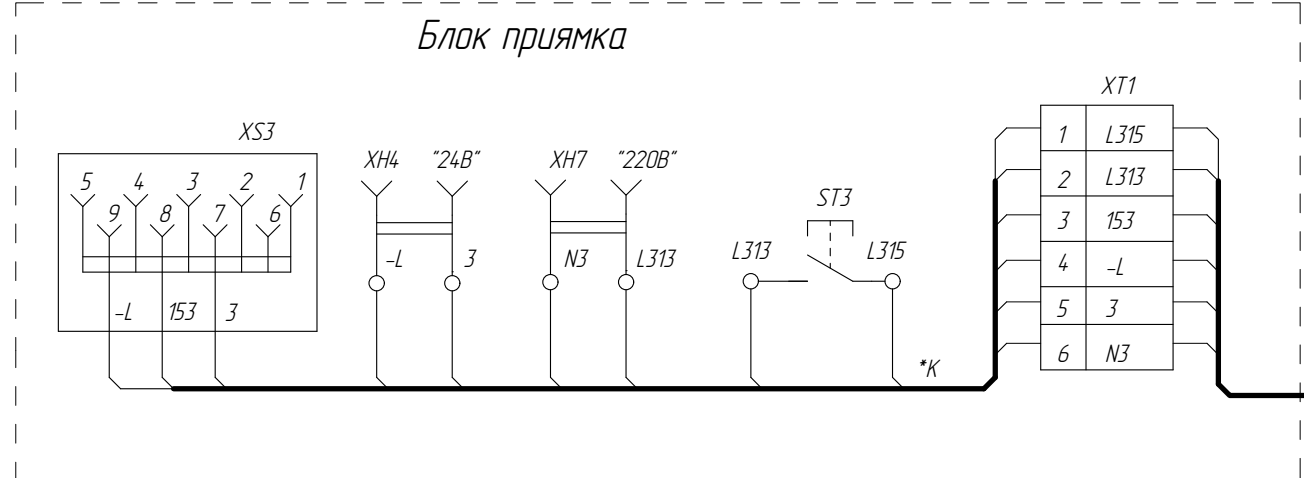 Блок приямка
XS3
5 4 3 2 1
9 8 7 6
-L 153 3
XH4 "24В"
-L 3
XH7 "220В"
N3 L313
ST3
L313 L315
*К
XT1
1 L315
2 L313
3 153
4 -L
5 3
6 N3